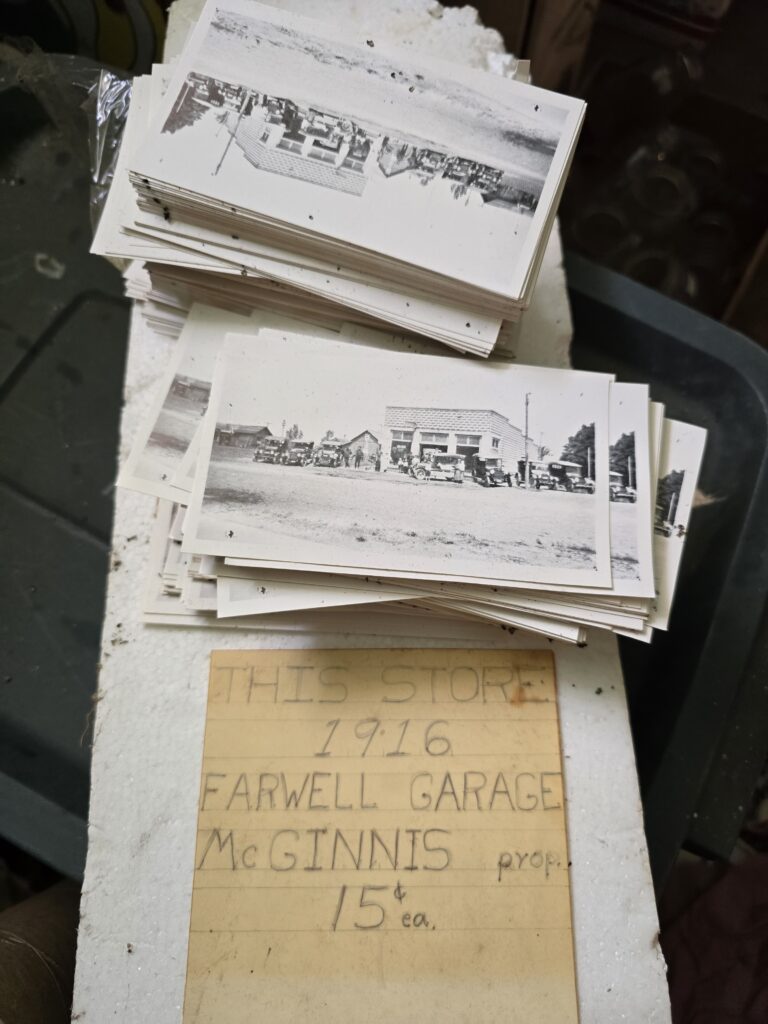 THIS STORE
1916
FARWELL GARAGE
McGINNIS prop.
15¢ ea.